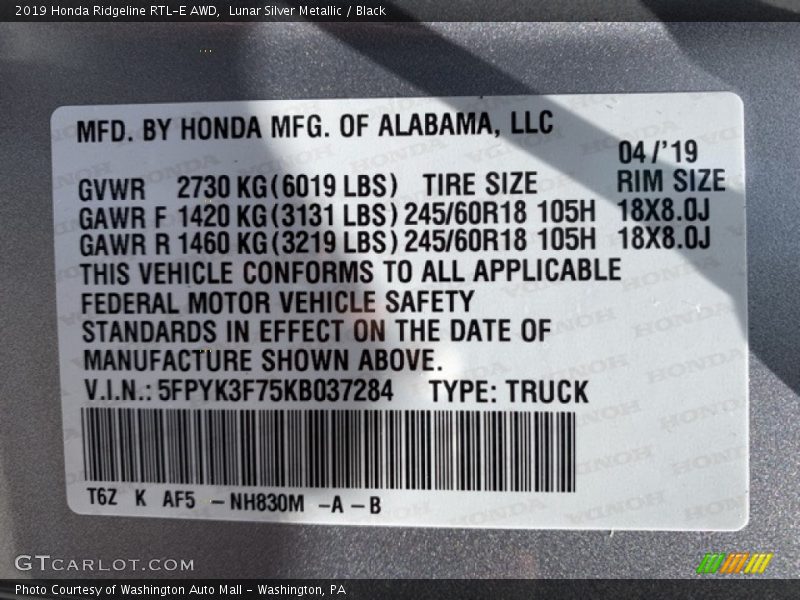 2019 Honda Ridgeline RTL-E AWD, Lunar Silver Metallic / Black
MFD. BY HONDA MFG. OF ALABAMA, LLC
04/'19
GVWR 2730 KG(6019 LBS) TIRE SIZE RIM SIZE
GAWR F 1420 KG(3131 LBS) 245/60R18 105H 18X8.0J
GAWR R 1460 KG(3219 LBS) 245/60R18 105H 18X8.0J
THIS VEHICLE CONFORMS TO ALL APPLICABLE
FEDERAL MOTOR VEHICLE SAFETY
STANDARDS IN EFFECT ON THE DATE OF
MANUFACTURE SHOWN ABOVE.
V.I.N.: 5FPYK3F75KB037284 TYPE: TRUCK
T6Z K AF5 -NH830M -A -B
GTCARLOT.COM
Photo Courtesy of Washington Auto Mall - Washington, PA